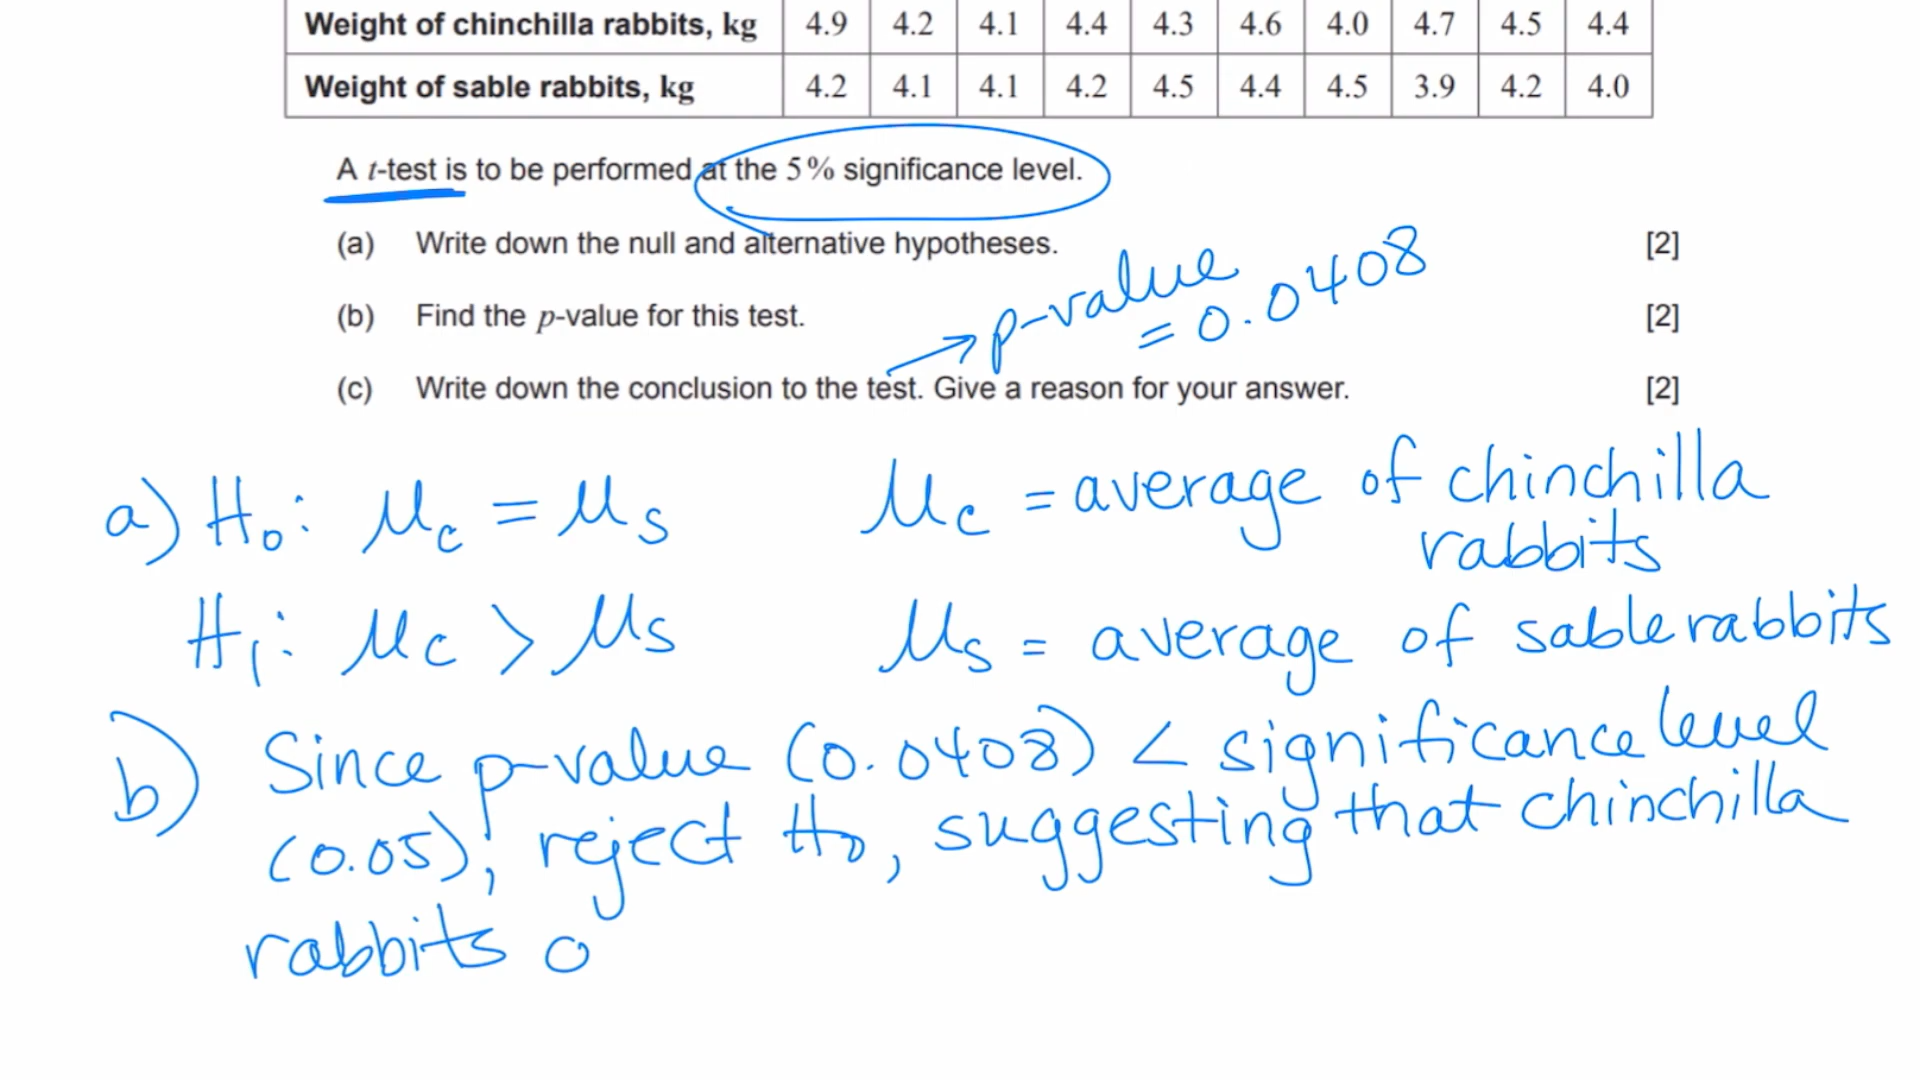 Weight of chinchilla rabbits, kg 4.9 4.2 4.1 4.4 4.3 4.6 4.0 4.7 4.5 4.4
Weight of sable rabbits, kg 4.2 4.1 4.1 4.2 4.5 4.4 4.5 3.9 4.2 4.0
A t-test is to be performed at the 5% significance level.
(a) Write down the null and alternative hypotheses. [2]
p-value
= 0.0408
(b) Find the p-value for this test. [2]
(c) Write down the conclusion to the test. Give a reason for your answer. [2]
a) H₀: μc = μs
μc = average of chinchilla
rabbits
H₁: μc > μs
μs = average of sable rabbits
b) Since p-value (0.0408) < significance level
(0.05), reject H₀, suggesting that chinchilla
rabbits o